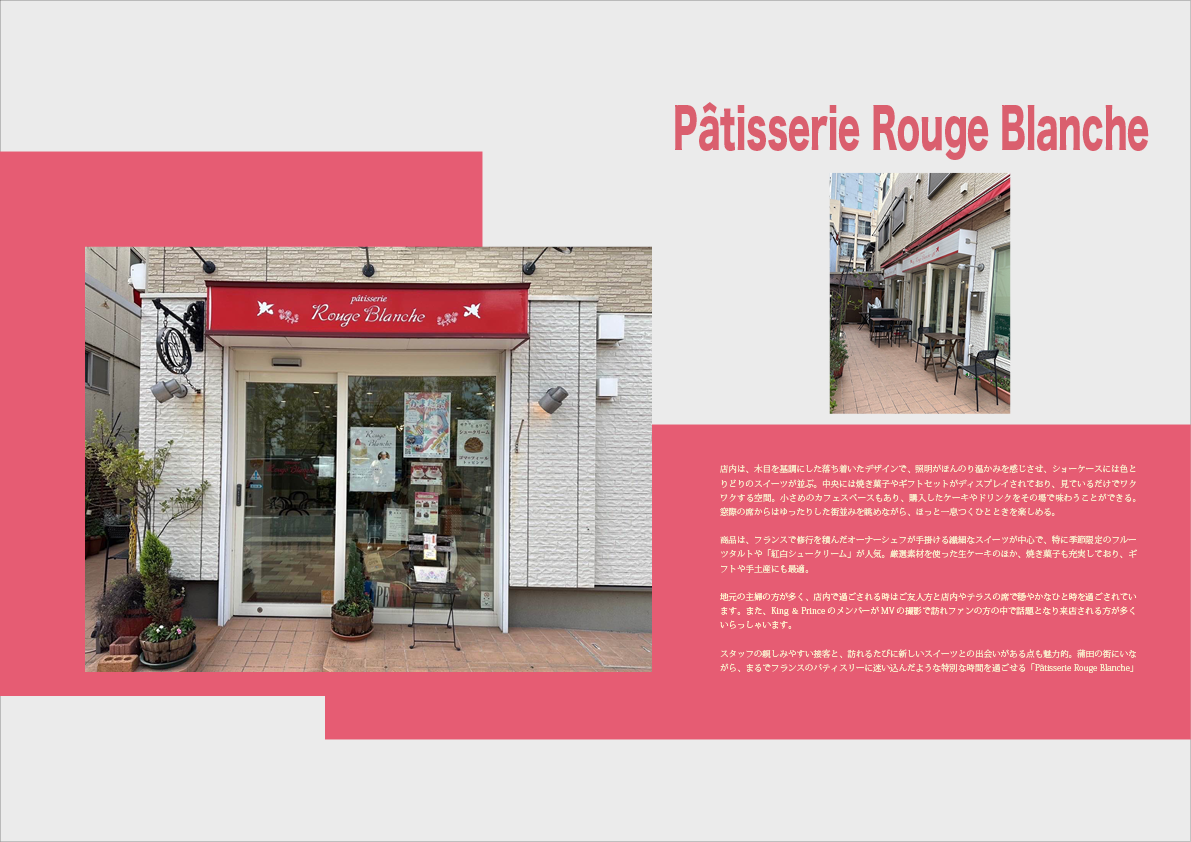 Pâtisserie Rouge Blanche
pâtisserie
Rouge Blanche
Rouge
Blanche
シュークリーム
店内は、木目を基調にした落ち着いたデザインで、照明がほんのり温かみを感じさせ、ショーケースには色と
りどりのスイーツが並ぶ。中央には焼き菓子やギフトセットがディスプレイされており、見ているだけでワク
ワクする空間。小さめのカフェスペースもあり、購入したケーキやドリンクをその場で味わうことができる。
窓際の席からはゆったりした街並みを眺めながら、ほっと一息つくひとときを楽しめる。
商品は、フランスで修行を積んだオーナーシェフが手掛ける繊細なスイーツが中心で、特に季節限定のフルー
ツタルトや「紅白シュークリーム」が人気。厳選素材を使った生ケーキのほか、焼き菓子も充実しており、ギ
フトや手土産にも最適。
地元の主婦の方が多く、店内で過ごされる時はご友人方と店内やテラスの席で穏やかなひと時を過ごされてい
ます。また、King & Prince のメンバーが MV の撮影で訪れファンの方の中で話題となり来店される方が多く
いらっしゃいます。
スタッフの親しみやすい接客と、訪れるたびに新しいスイーツとの出会いがある点も魅力的。蒲田の街にいな
がら、まるでフランスのパティスリーに迷い込んだような特別な時間を過ごせる「Pâtisserie Rouge Blanche」